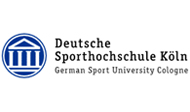 Deutsche
Sporthochschule Köln
German Sport University Cologne